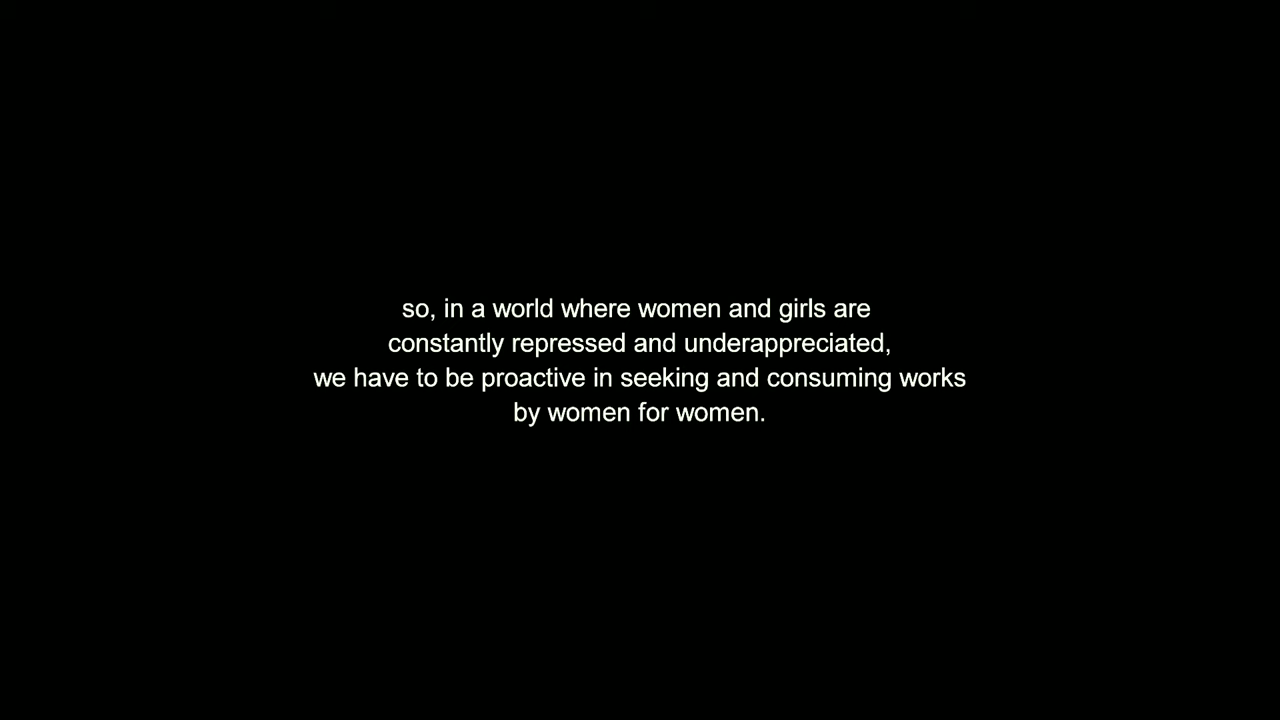 so, in a world where women and girls are
constantly repressed and underappreciated,
we have to be proactive in seeking and consuming works
by women for women.